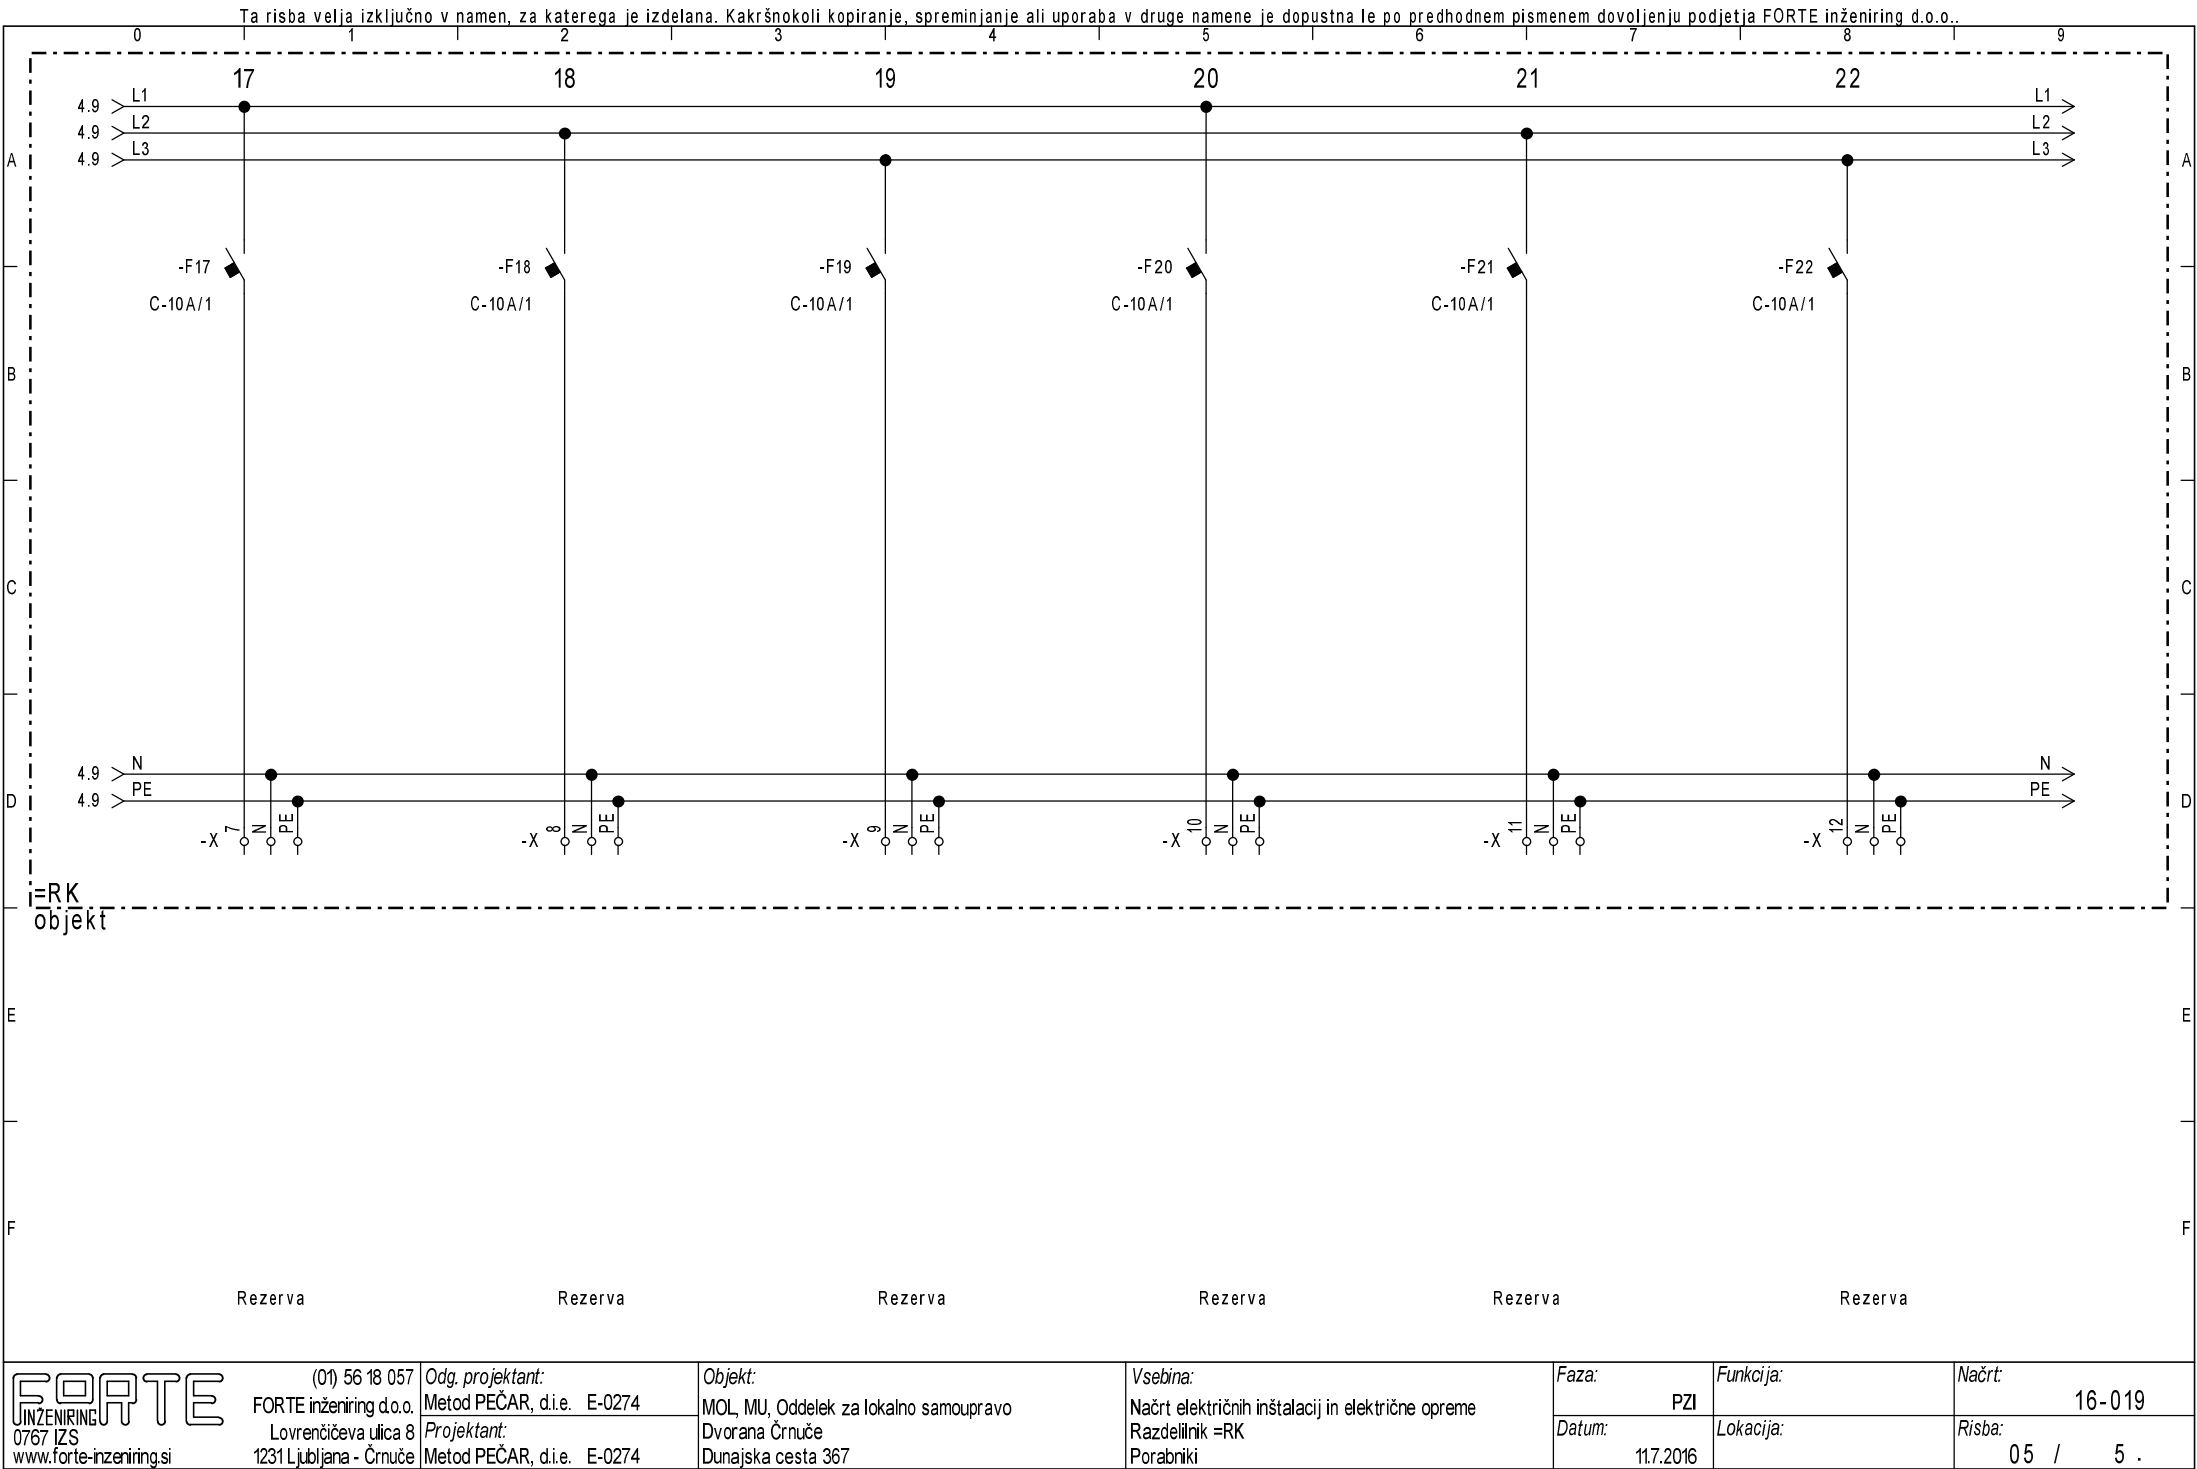 Ta risba velja izključno v namen, za katerega je izdelana. Kakršnokoli kopiranje, spreminjanje ali uporaba v druge namene je dopustna le po predhodnem pismenem dovoljenju podjetja FORTE inženiring d.o.o..
0 1 2 3 4 5 6 7 8 9
17 18 19 20 21 22
4.9 L1 L1
4.9 L2 L2
4.9 L3 L3
A A
-F17 -F18 -F19 -F20 -F21 -F22
C-10A/1 C-10A/1 C-10A/1 C-10A/1 C-10A/1 C-10A/1
B B
C C
4.9 N N
4.9 PE PE
D D
-X 7 N PE -X 8 N PE -X 9 N PE -X 10 N PE -X 11 N PE -X 12 N PE
=RK
objekt
E E
F F
Rezerva Rezerva Rezerva Rezerva Rezerva Rezerva
FORTE
INŽENIRING
0767 IZS
www.forte-inzeniring.si
(01) 56 18 057
FORTE inženiring d.o.o.
Lovrenčičeva ulica 8
1231 Ljubljana - Črnuče
Odg. projektant:
Metod PEČAR, d.i.e. E-0274
Projektant:
Metod PEČAR, d.i.e. E-0274
Objekt:
MOL, MU, Oddelek za lokalno samoupravo
Dvorana Črnuče
Dunajska cesta 367
Vsebina:
Načrt električnih inštalacij in električne opreme
Razdelilnik =RK
Porabniki
Faza:
PZI
Datum:
11.7.2016
Funkcija:
Lokacija:
Načrt:
16-019
Risba:
05 / 5 .